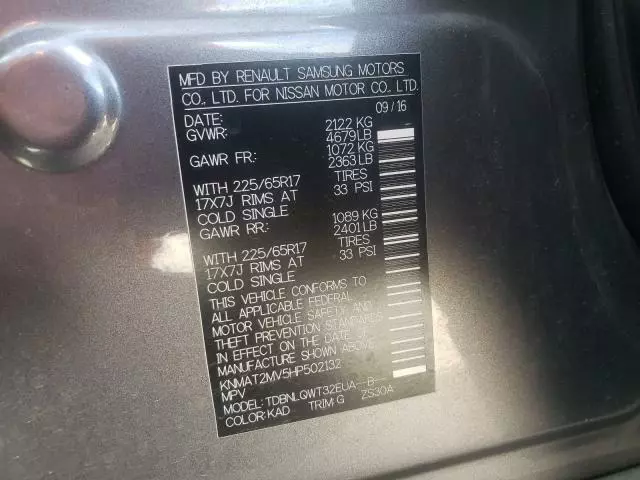 MFD BY RENAULT SAMSUNG MOTORS
CO., LTD. FOR NISSAN MOTOR CO., LTD.
DATE: 09/16
GVWR: 2122 KG
4679 LB
GAWR FR: 1072 KG
2363 LB
WITH 225/65R17 TIRES
17X7J RIMS AT 33 PSI
COLD SINGLE
GAWR RR: 1089 KG
2401 LB
WITH 225/65R17 TIRES
17X7J RIMS AT 33 PSI
COLD SINGLE
THIS VEHICLE CONFORMS TO
ALL APPLICABLE FEDERAL
MOTOR VEHICLE SAFETY AND
THEFT PREVENTION STANDARDS
IN EFFECT ON THE DATE OF
MANUFACTURE SHOWN ABOVE
KNMAT2MV5HP502132
MPV
MODEL: TDBNLQWT32EUA--B-
COLOR: KAD TRIM: G ZS30A